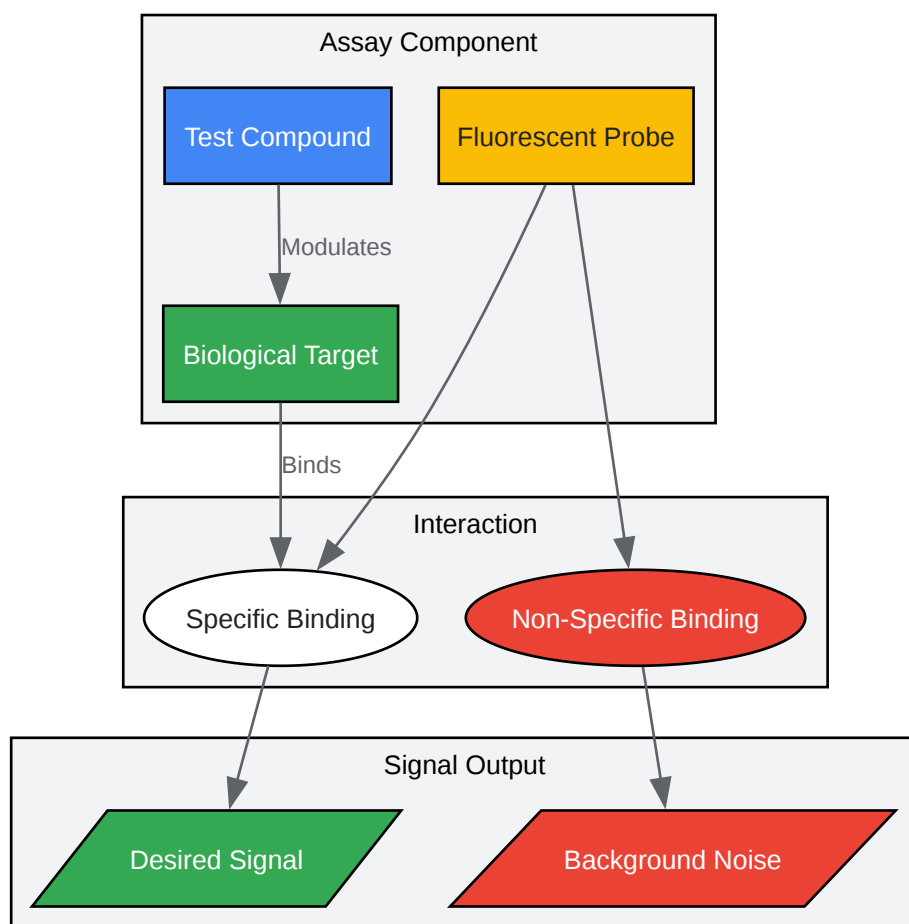 Assay Component
Test Compound
Fluorescent Probe
Modulates
Biological Target
Binds
Interaction
Specific Binding
Non-Specific Binding
Signal Output
Desired Signal
Background Noise